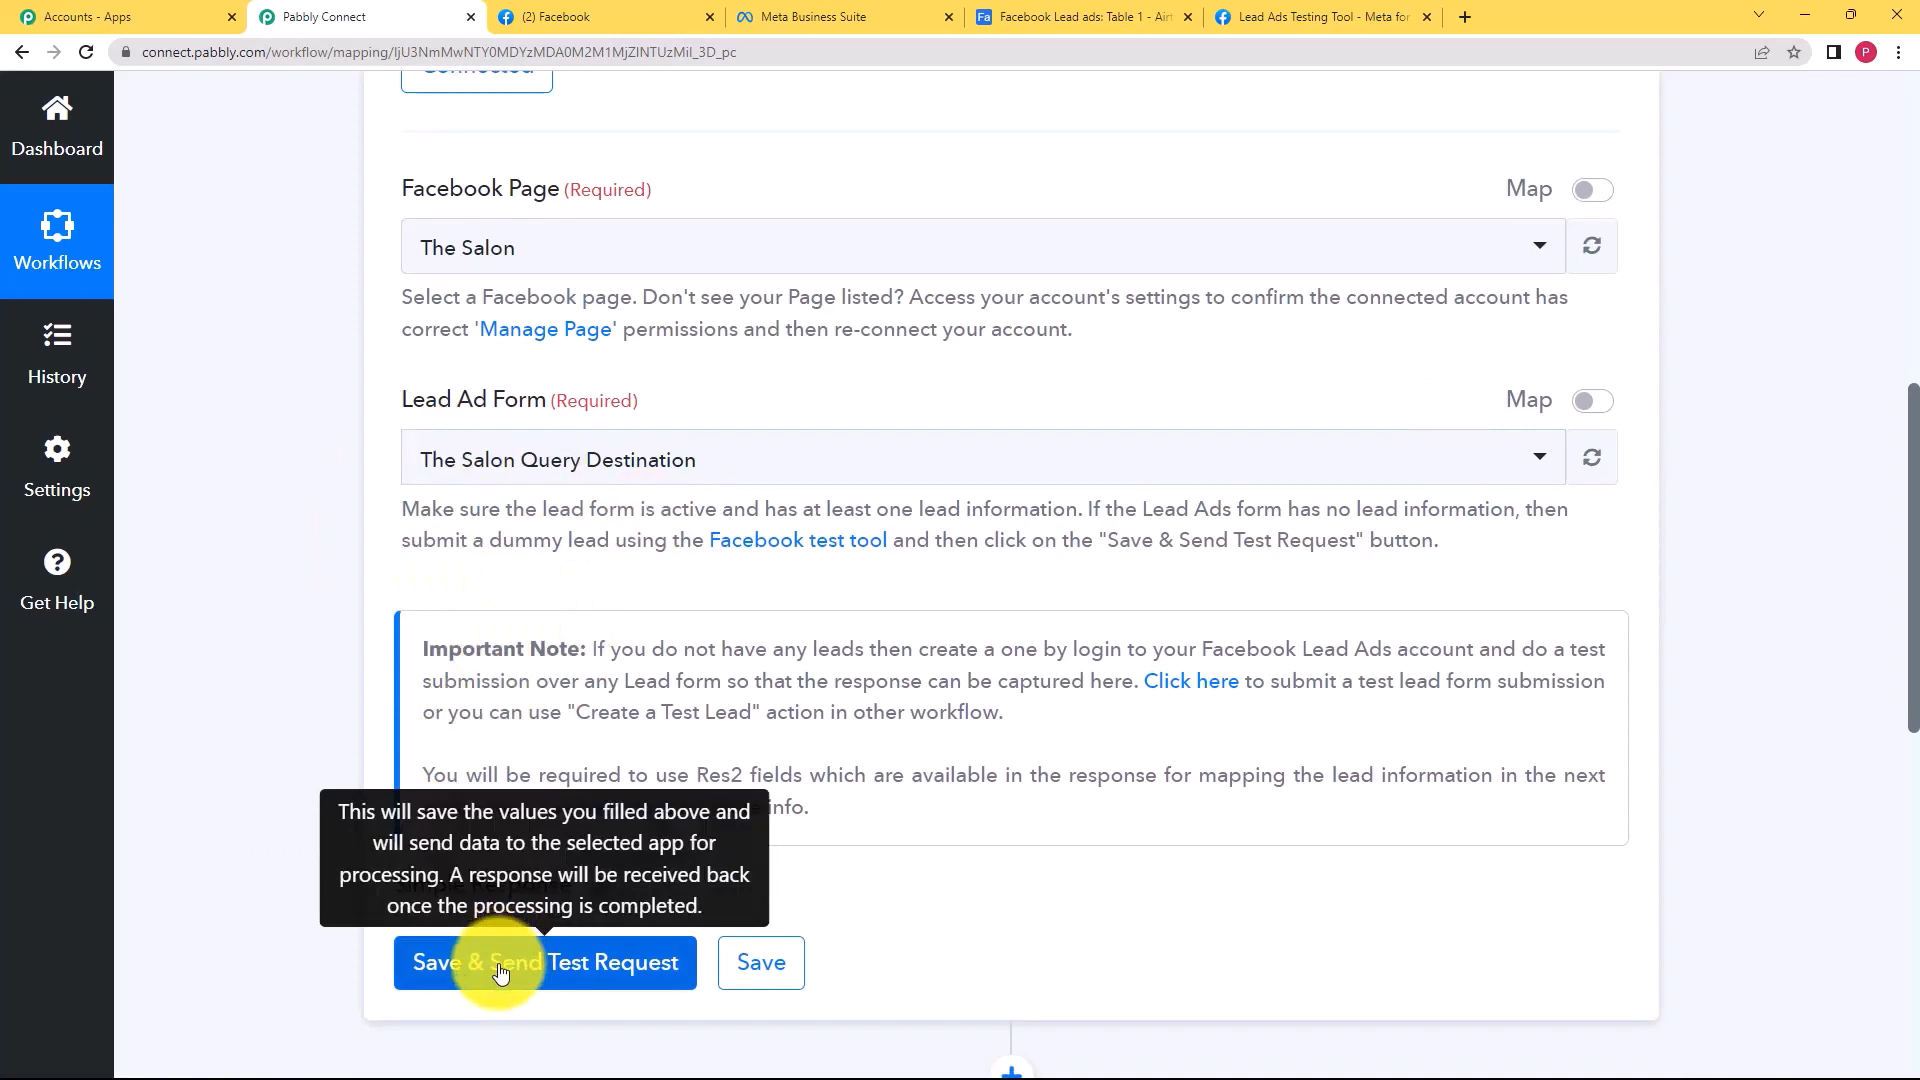 Accounts - Apps
Pabbly Connect
(2) Facebook
Meta Business Suite
Facebook Lead ads: Table 1 - Airt
Lead Ads Testing Tool - Meta for
connect.pabbly.com/workflow/mapping/IjU3NmMwNTY0MDYzMDA0M2M1MjZlNTUzMiI_3D_pc
P
Dashboard
Workflows
History
Settings
Get Help
Connected
Facebook Page (Required)
Map
The Salon
Select a Facebook page. Don't see your Page listed? Access your account's settings to confirm the connected account has
correct 'Manage Page' permissions and then re-connect your account.
Lead Ad Form (Required)
Map
The Salon Query Destination
Make sure the lead form is active and has at least one lead information. If the Lead Ads form has no lead information, then
submit a dummy lead using the Facebook test tool and then click on the "Save & Send Test Request" button.
Important Note: If you do not have any leads then create a one by login to your Facebook Lead Ads account and do a test
submission over any Lead form so that the response can be captured here. Click here to submit a test lead form submission
or you can use "Create a Test Lead" action in other workflow.
You will be required to use Res2 fields which are available in the response for mapping the lead information in the next
info.
This will save the values you filled above and
will send data to the selected app for
processing. A response will be received back
once the processing is completed.
Simple Response
Save & Send Test Request
Save